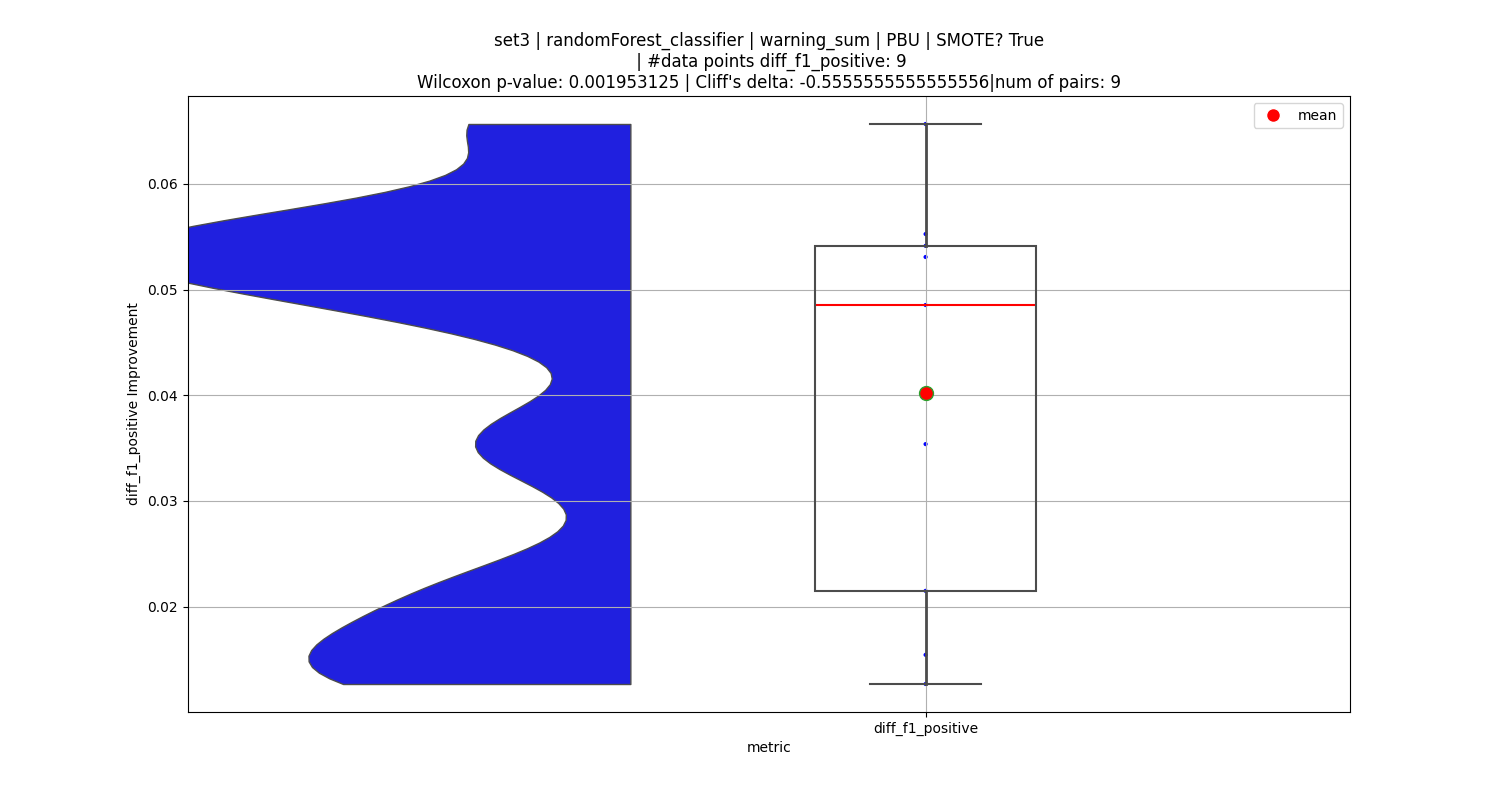 set3 | randomForest_classifier | warning_sum | PBU | SMOTE? True
| #data points diff_f1_positive: 9
Wilcoxon p-value: 0.001953125 | Cliff's delta: -0.5555555555555556|num of pairs: 9
mean
0.06
0.05
0.04
0.03
0.02
diff_f1_positive Improvement
diff_f1_positive
metric